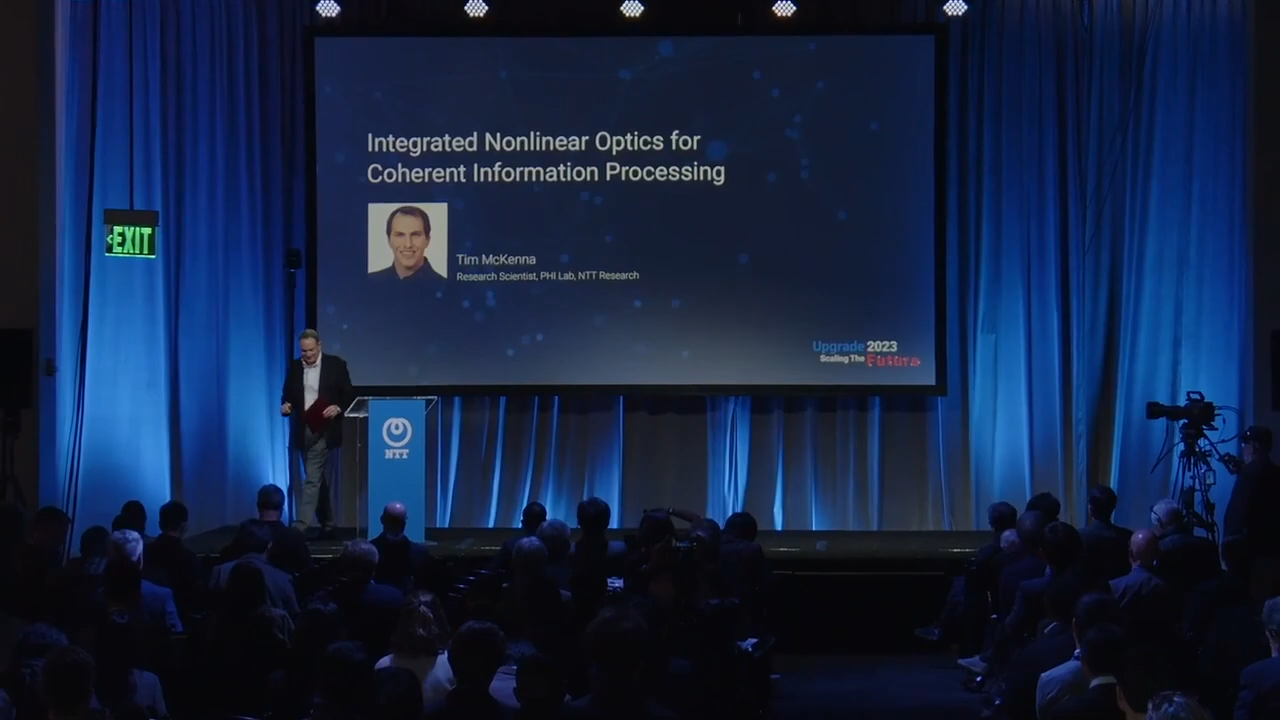 Integrated Nonlinear Optics for
Coherent Information Processing
Tim McKenna
Research Scientist, PHI Lab, NTT Research
EXIT
Upgrade 2023
Scaling The Future
NTT